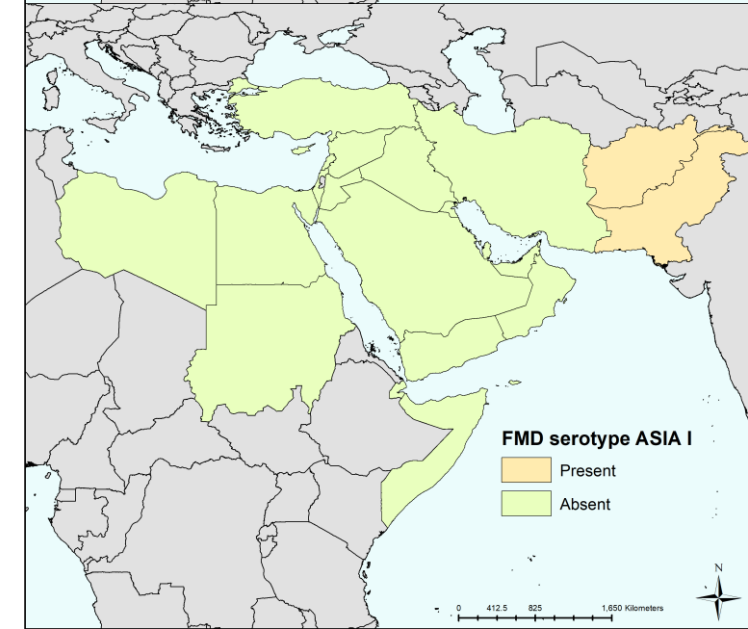 FMD serotype ASIA I
Present
Absent
N
0 412.5 825 1,650 Kilometers